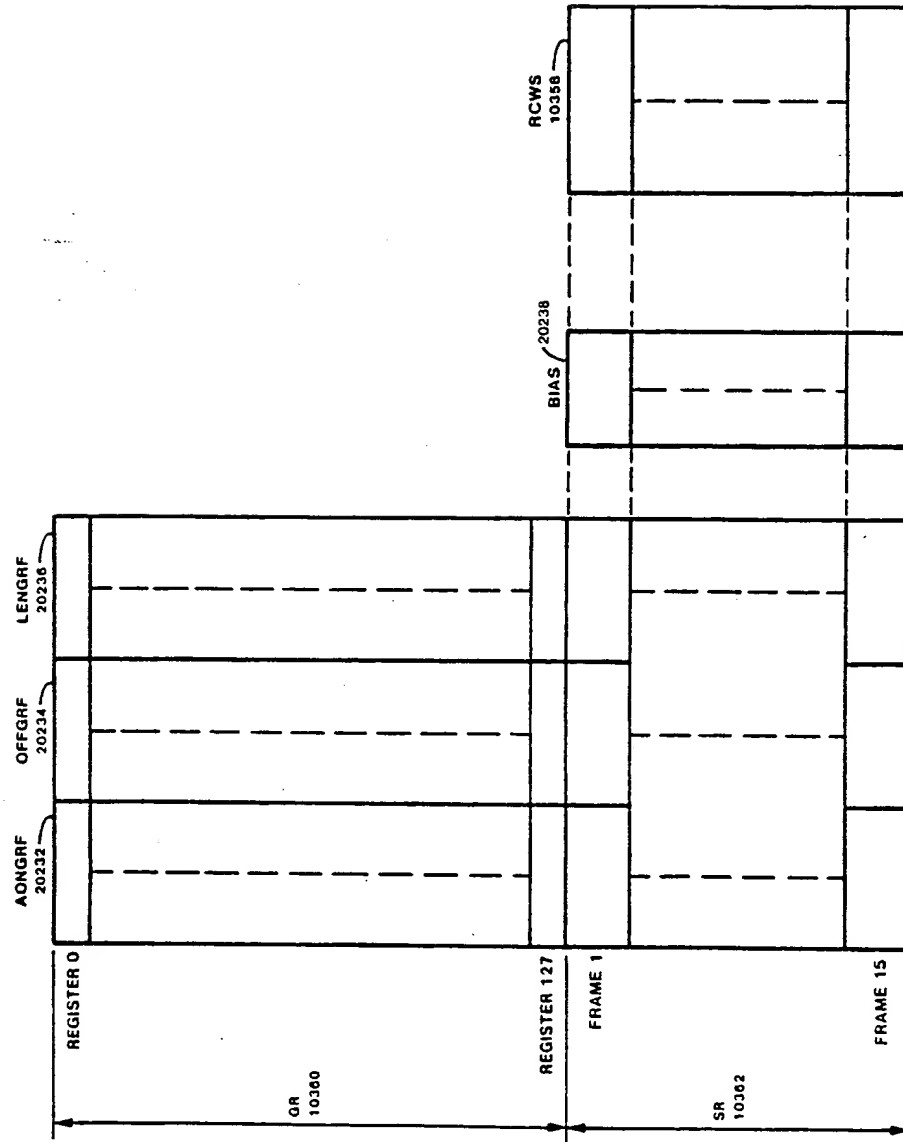 AONGRF
20232
OFFGRF
20234
LENGRF
20236
REGISTER 0
GR
10360
REGISTER 127
BIAS
20238
RCWS
10358
FRAME 1
SR
10362
FRAME 15